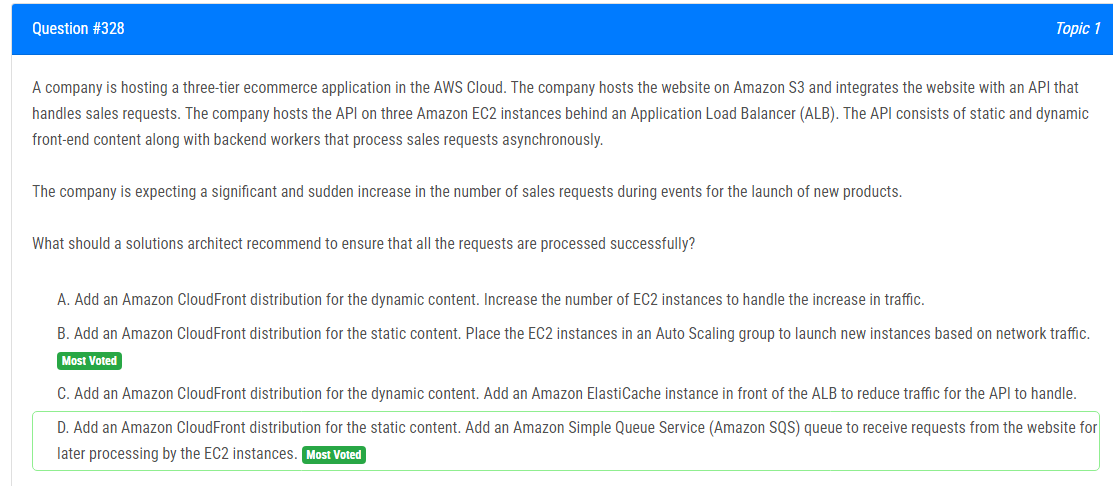 Question #328
Topic 1
A company is hosting a three-tier ecommerce application in the AWS Cloud. The company hosts the website on Amazon S3 and integrates the website with an API that
handles sales requests. The company hosts the API on three Amazon EC2 instances behind an Application Load Balancer (ALB). The API consists of static and dynamic
front-end content along with backend workers that process sales requests asynchronously.
The company is expecting a significant and sudden increase in the number of sales requests during events for the launch of new products.
What should a solutions architect recommend to ensure that all the requests are processed successfully?
A. Add an Amazon CloudFront distribution for the dynamic content. Increase the number of EC2 instances to handle the increase in traffic.
B. Add an Amazon CloudFront distribution for the static content. Place the EC2 instances in an Auto Scaling group to launch new instances based on network traffic.
Most Voted
C. Add an Amazon CloudFront distribution for the dynamic content. Add an Amazon ElastiCache instance in front of the ALB to reduce traffic for the API to handle.
D. Add an Amazon CloudFront distribution for the static content. Add an Amazon Simple Queue Service (Amazon SQS) queue to receive requests from the website for
later processing by the EC2 instances. Most Voted